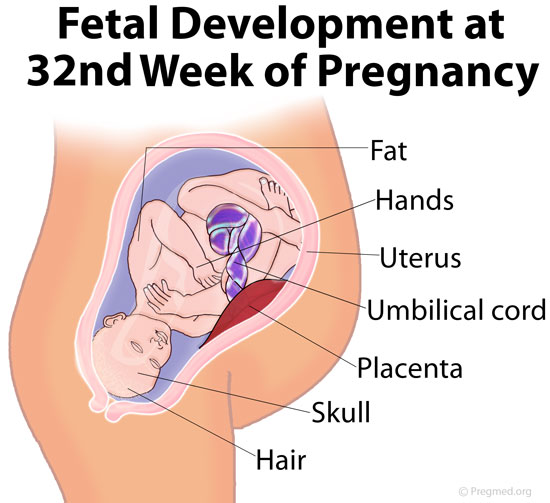 Fetal Development at
32nd Week of Pregnancy
Fat
Hands
Uterus
Umbilical cord
Placenta
Skull
Hair
© Pregmed.org